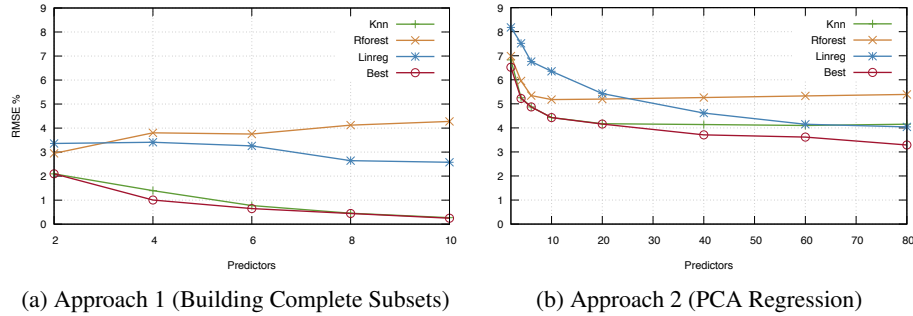 9
8
7
6
5
4
3
2
1
0
RMSE %
2 4 6 8 10
Predictors
Knn
Rforest
Linreg
Best
(a) Approach 1 (Building Complete Subsets)
9
8
7
6
5
4
3
2
1
0
10 20 30 40 50 60 70 80
Predictors
Knn
Rforest
Linreg
Best
(b) Approach 2 (PCA Regression)